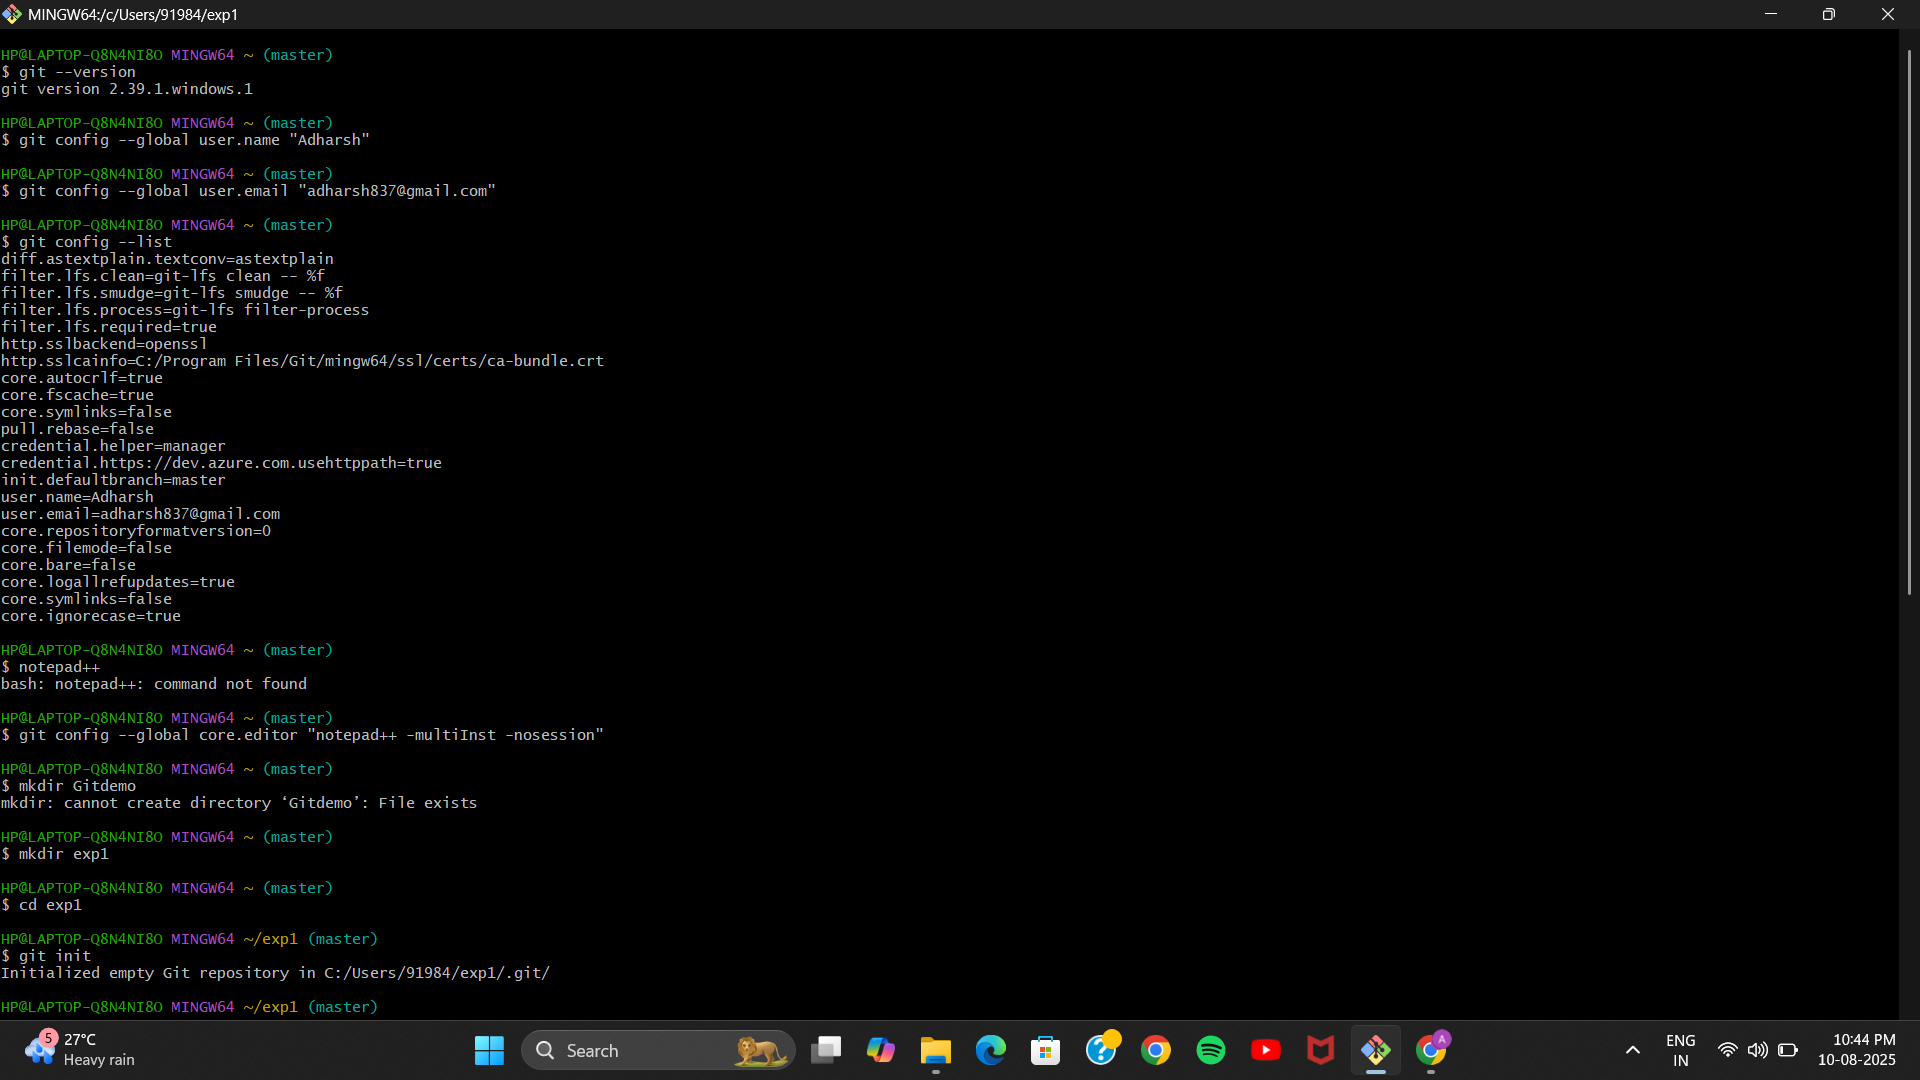 MINGW64:/c/Users/91984/exp1
HP@LAPTOP-Q8N4NI8O MINGW64 ~ (master)
$ git --version
git version 2.39.1.windows.1
HP@LAPTOP-Q8N4NI8O MINGW64 ~ (master)
$ git config --global user.name "Adharsh"
HP@LAPTOP-Q8N4NI8O MINGW64 ~ (master)
$ git config --global user.email "adharsh837@gmail.com"
HP@LAPTOP-Q8N4NI8O MINGW64 ~ (master)
$ git config --list
diff.astextplain.textconv=astextplain
filter.lfs.clean=git-lfs clean -- %f
filter.lfs.smudge=git-lfs smudge -- %f
filter.lfs.process=git-lfs filter-process
filter.lfs.required=true
http.sslbackend=openssl
http.sslcainfo=C:/Program Files/Git/mingw64/ssl/certs/ca-bundle.crt
core.autocrlf=true
core.fscache=true
core.symlinks=false
pull.rebase=false
credential.helper=manager
credential.https://dev.azure.com.usehttppath=true
init.defaultbranch=master
user.name=Adharsh
user.email=adharsh837@gmail.com
core.repositoryformatversion=0
core.filemode=false
core.bare=false
core.logallrefupdates=true
core.symlinks=false
core.ignorecase=true
HP@LAPTOP-Q8N4NI8O MINGW64 ~ (master)
$ notepad++
bash: notepad++: command not found
HP@LAPTOP-Q8N4NI8O MINGW64 ~ (master)
$ git config --global core.editor "notepad++ -multiInst -nosession"
HP@LAPTOP-Q8N4NI8O MINGW64 ~ (master)
$ mkdir Gitdemo
mkdir: cannot create directory ‘Gitdemo’: File exists
HP@LAPTOP-Q8N4NI8O MINGW64 ~ (master)
$ mkdir exp1
HP@LAPTOP-Q8N4NI8O MINGW64 ~ (master)
$ cd exp1
HP@LAPTOP-Q8N4NI8O MINGW64 ~/exp1 (master)
$ git init
Initialized empty Git repository in C:/Users/91984/exp1/.git/
HP@LAPTOP-Q8N4NI8O MINGW64 ~/exp1 (master)
5
27°C
Heavy rain
Search
A
ENG
IN
10:44 PM
10-08-2025